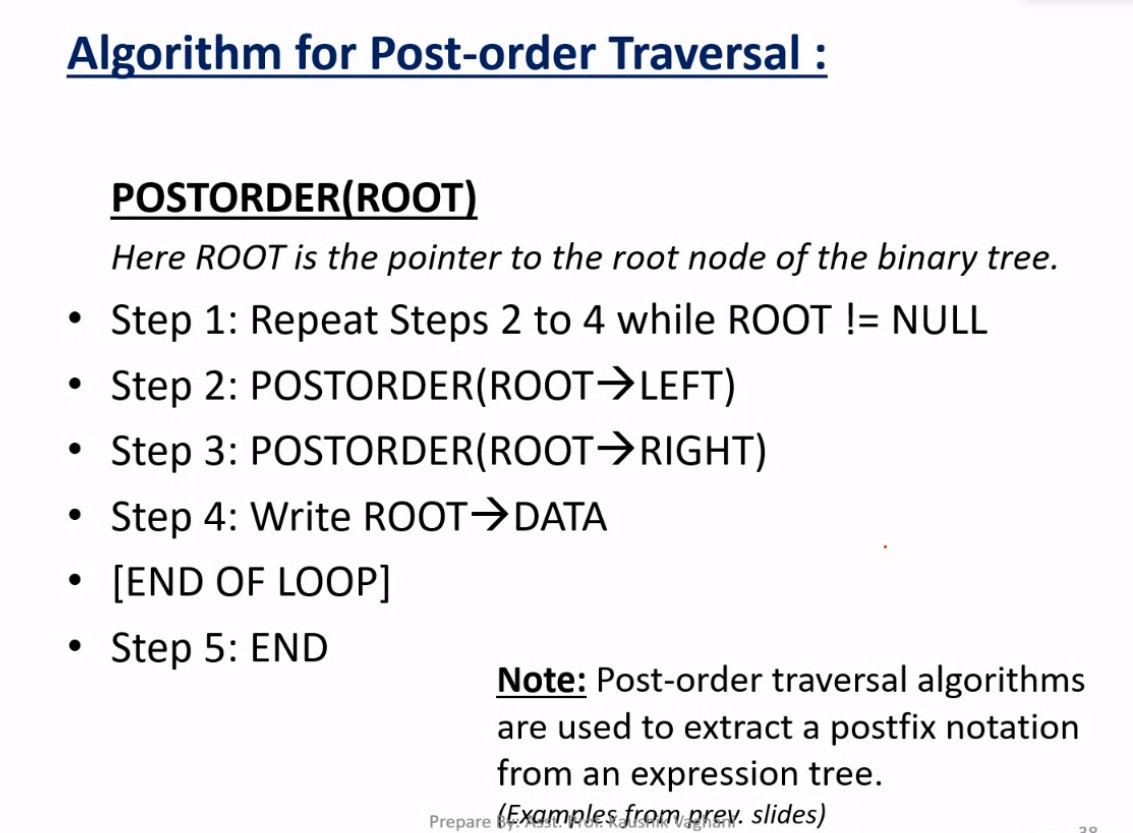 Algorithm for Post-order Traversal :
POSTORDER(ROOT)
Here ROOT is the pointer to the root node of the binary tree.
• Step 1: Repeat Steps 2 to 4 while ROOT != NULL
• Step 2: POSTORDER(ROOT→LEFT)
• Step 3: POSTORDER(ROOT→RIGHT)
• Step 4: Write ROOT→DATA
• [END OF LOOP]
• Step 5: END
Note: Post-order traversal algorithms
are used to extract a postfix notation
from an expression tree.
(Examples from prev. slides)
Prepare By: Asst. Prof. Kaushik Vaghani
38